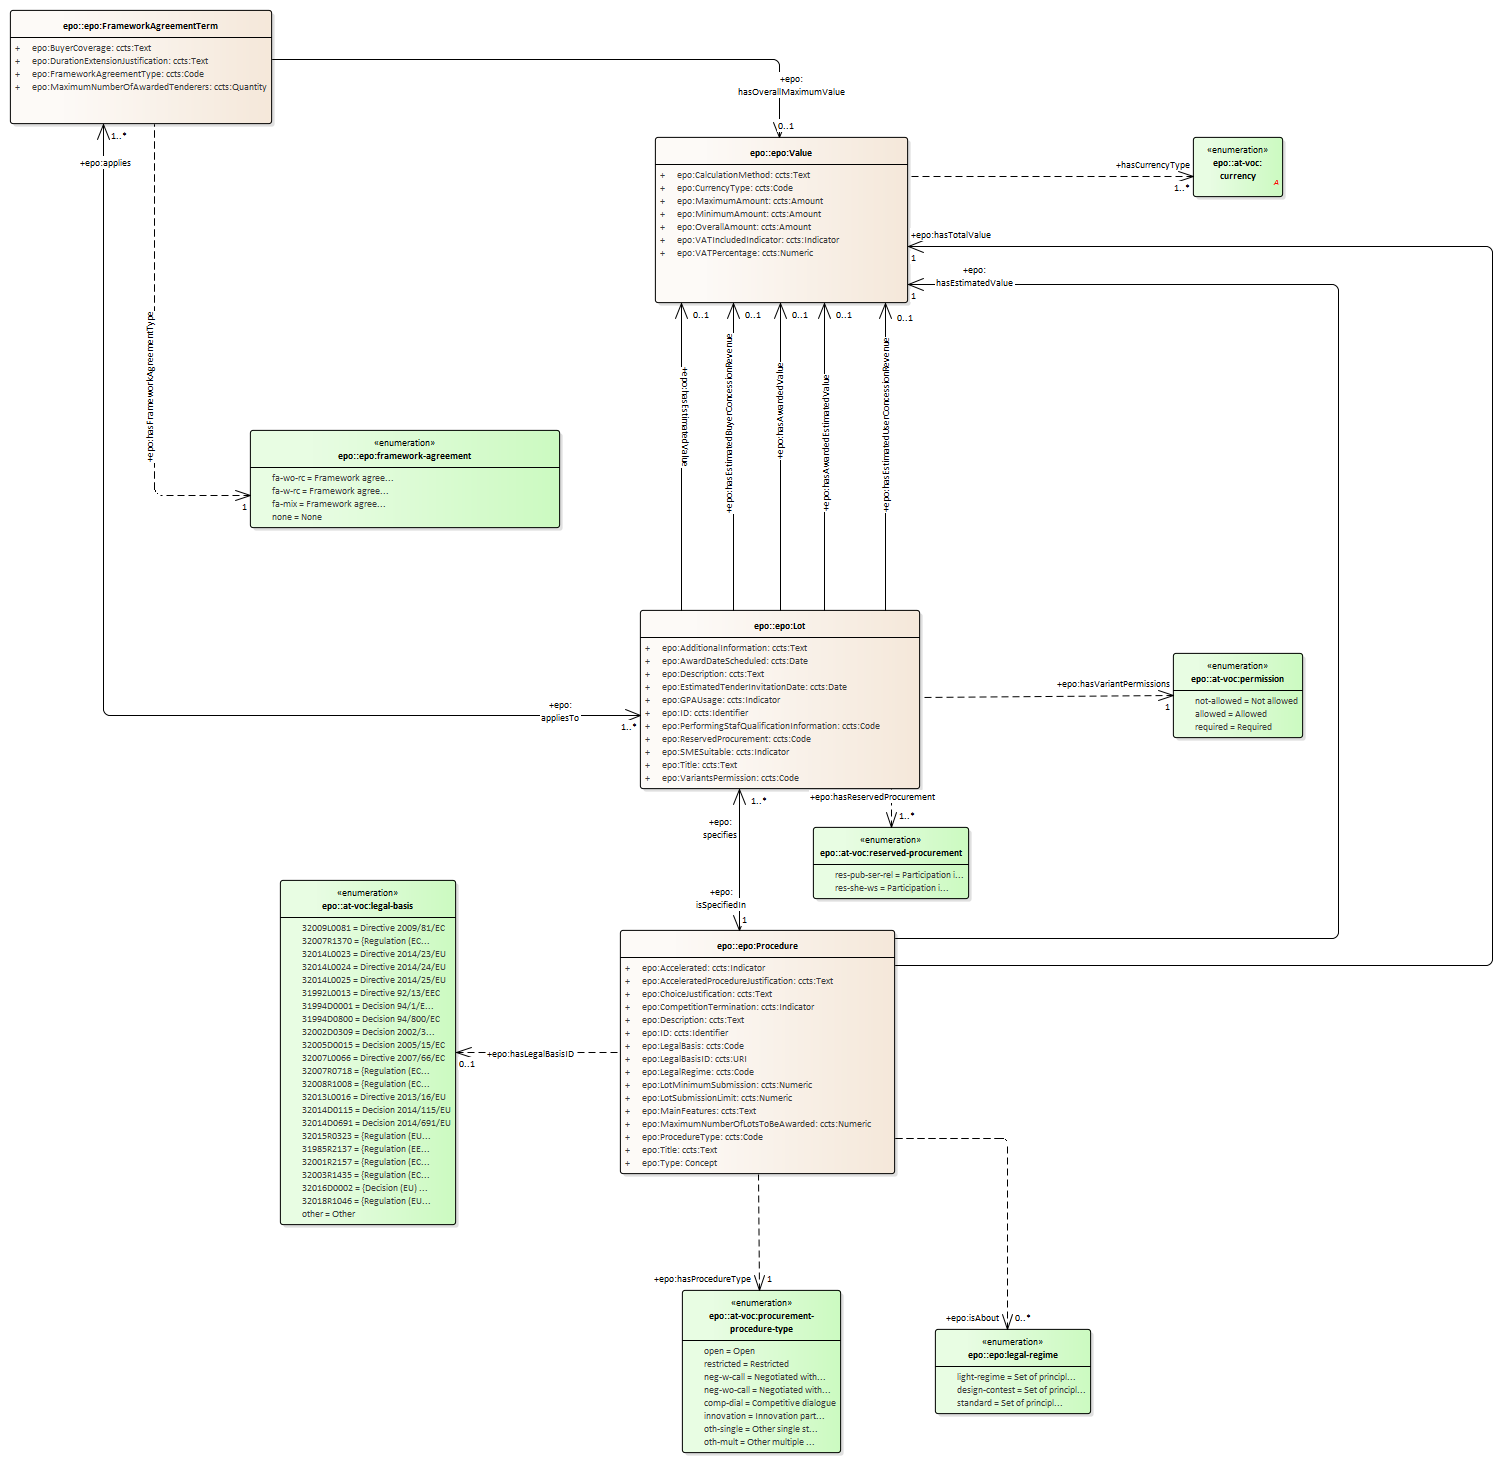 epo::epo:FrameworkAgreementTerm
+ epo:BuyerCoverage: ccts:Text
+ epo:DurationExtensionJustification: ccts:Text
+ epo:FrameworkAgreementType: ccts:Code
+ epo:MaximumNumberOfAwardedTenderers: ccts:Quantity
+epo:
hasOverallMaximumValue
0..1
1..*
+epo:applies
epo::epo:Value
+ epo:CalculationMethod: ccts:Text
+ epo:CurrencyType: ccts:Code
+ epo:MaximumAmount: ccts:Amount
+ epo:MinimumAmount: ccts:Amount
+ epo:OverallAmount: ccts:Amount
+ epo:VATIncludedIndicator: ccts:Indicator
+ epo:VATPercentage: ccts:Numeric
+hasCurrencyType
1..*
«enumeration»
epo::at-voc:
currency
A
+epo:hasTotalValue
1
+epo:
hasEstimatedValue
1
0..1
0..1
0..1
0..1
0..1
+epo:hasEstimatedValue
+epo:hasEstimatedBuyerConcessionRevenue
+epo:hasAwardedValue
+epo:hasAwardedEstimatedValue
+epo:hasEstimatedUserConcessionRevenue
+epo:hasFrameworkAgreementType
1
«enumeration»
epo::epo:framework-agreement
fa-wo-rc = Framework agree...
fa-w-rc = Framework agree...
fa-mix = Framework agree...
none = None
epo::epo:Lot
+ epo:AdditionalInformation: ccts:Text
+ epo:AwardDateScheduled: ccts:Date
+ epo:Description: ccts:Text
+ epo:EstimatedTenderInvitationDate: ccts:Date
+ epo:GPAUsage: ccts:Indicator
+ epo:ID: ccts:Identifier
+ epo:PerformingStafQualificationInformation: ccts:Code
+ epo:ReservedProcurement: ccts:Code
+ epo:SMESuitable: ccts:Indicator
+ epo:Title: ccts:Text
+ epo:VariantsPermission: ccts:Code
+epo:
appliesTo
1..*
+epo:hasVariantPermissions
1
«enumeration»
epo::at-voc:permission
not-allowed = Not allowed
allowed = Allowed
required = Required
+epo:hasReservedProcurement
1..*
«enumeration»
epo::at-voc:reserved-procurement
res-pub-ser-rel = Participation i...
res-she-ws = Participation i...
1..*
+epo:
specifies
+epo:
isSpecifiedIn
1
«enumeration»
epo::at-voc:legal-basis
32009L0081 = Directive 2009/81/EC
32007R1370 = {Regulation (EC...
32014L0023 = Directive 2014/23/EU
32014L0024 = Directive 2014/24/EU
32014L0025 = Directive 2014/25/EU
31992L0013 = Directive 92/13/EEC
31994D0001 = Decision 94/1/E...
31994D0800 = Decision 94/800/EC
32002D0309 = Decision 2002/3...
32005D0015 = Decision 2005/15/EC
32007L0066 = Directive 2007/66/EC
32007R0718 = {Regulation (EC...
32008R1008 = {Regulation (EC...
32013L0016 = Directive 2013/16/EU
32014D0115 = Decision 2014/115/EU
32014D0691 = Decision 2014/691/EU
32015R0323 = {Regulation (EU...
31985R2137 = {Regulation (EE...
32001R2157 = {Regulation (EC...
32003R1435 = {Regulation (EC...
32016D0002 = {Decision (EU) ...
32018R1046 = {Regulation (EU...
other = Other
+epo:hasLegalBasisID
0..1
epo::epo:Procedure
+ epo:Accelerated: ccts:Indicator
+ epo:AcceleratedProcedureJustification: ccts:Text
+ epo:ChoiceJustification: ccts:Text
+ epo:CompetitionTermination: ccts:Indicator
+ epo:Description: ccts:Text
+ epo:ID: ccts:Identifier
+ epo:LegalBasis: ccts:Code
+ epo:LegalBasisID: ccts:URI
+ epo:LegalRegime: ccts:Code
+ epo:LotMinimumSubmission: ccts:Numeric
+ epo:LotSubmissionLimit: ccts:Numeric
+ epo:MainFeatures: ccts:Text
+ epo:MaximumNumberOfLotsToBeAwarded: ccts:Numeric
+ epo:ProcedureType: ccts:Code
+ epo:Title: ccts:Text
+ epo:Type: Concept
+epo:hasProcedureType
1
«enumeration»
epo::at-voc:procurement-
procedure-type
open = Open
restricted = Restricted
neg-w-call = Negotiated with...
neg-wo-call = Negotiated with...
comp-dial = Competitive dialogue
innovation = Innovation part...
oth-single = Other single st...
oth-mult = Other multiple ...
+epo:isAbout
0..*
«enumeration»
epo::epo:legal-regime
light-regime = Set of principl...
design-contest = Set of principl...
standard = Set of principl...